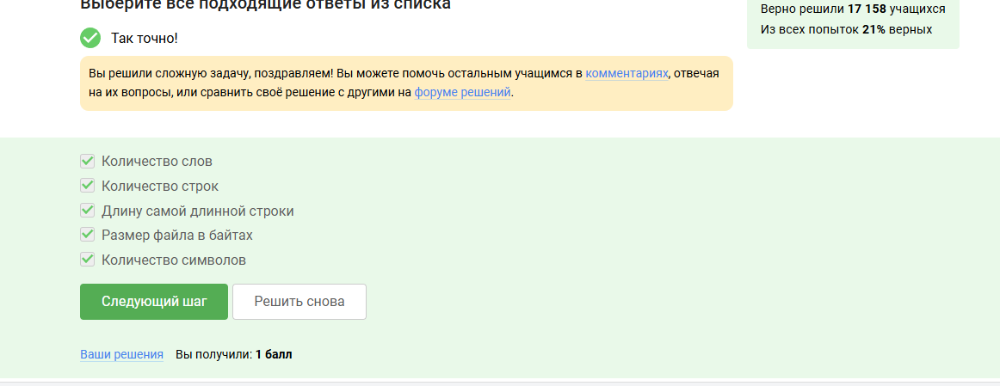 Выберите все подходящие ответы из списка
Верно решили 17 158 учащихся
Из всех попыток 21% верных
Так точно!
Вы решили сложную задачу, поздравляем! Вы можете помочь остальным учащимся в комментариях, отвечая
на их вопросы, или сравнить своё решение с другими на форуме решений.
Количество слов
Количество строк
Длину самой длинной строки
Размер файла в байтах
Количество символов
Следующий шаг
Решить снова
Ваши решения
Вы получили: 1 балл